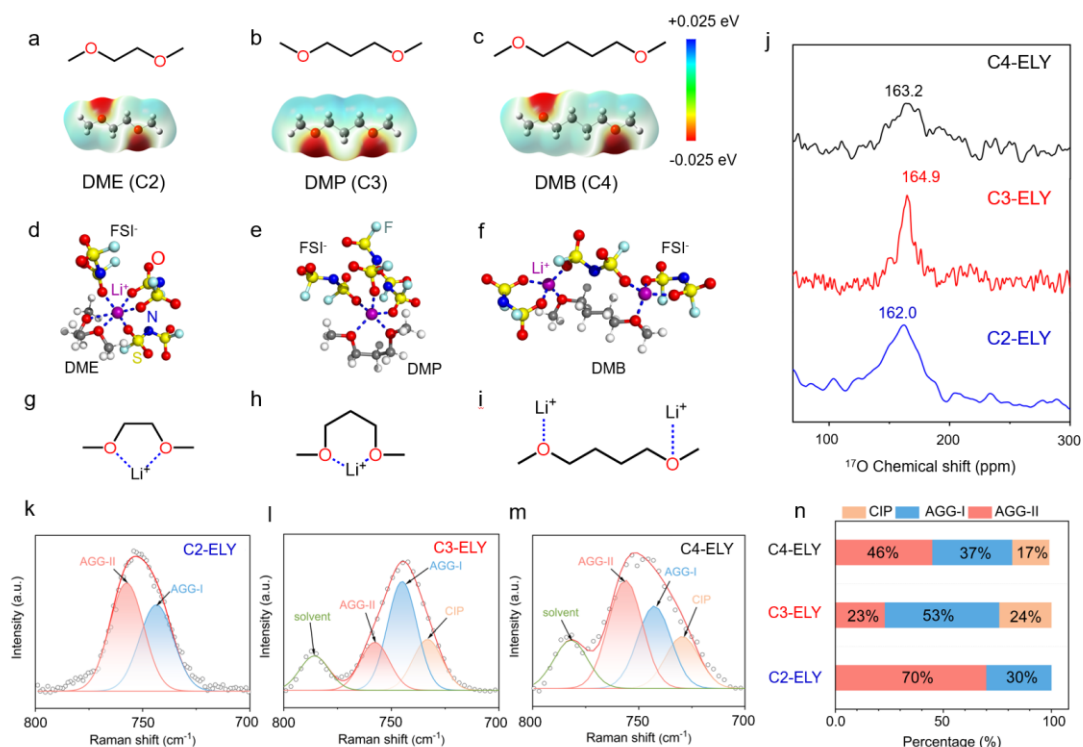 a
b
c
+0.025 eV
-0.025 eV
O
O
O
O
O
O
DME (C2)
DMP (C3)
DMB (C4)
d
e
f
FSI⁻
O
Li⁺
N
S
DME
FSI⁻
F
DMP
Li⁺
FSI⁻
DMB
g
h
i
O
O
Li⁺
O
O
Li⁺
Li⁺
Li⁺
O
O
j
C4-ELY
163.2
164.9
C3-ELY
162.0
C2-ELY
100
200
300
¹⁷O Chemical shift (ppm)
k
C2-ELY
AGG-II
AGG-I
Intensity (a.u.)
800
750
700
Raman shift (cm⁻¹)
l
C3-ELY
AGG-I
AGG-II
solvent
CIP
Intensity (a.u.)
800
750
700
Raman shift (cm⁻¹)
m
C4-ELY
AGG-II
AGG-I
solvent
CIP
Intensity (a.u.)
800
750
700
Raman shift (cm⁻¹)
n
CIP AGG-I AGG-II
C4-ELY 46% 37% 17%
C3-ELY 23% 53% 24%
C2-ELY 70% 30%
0.0 50 100
Percentage (%)